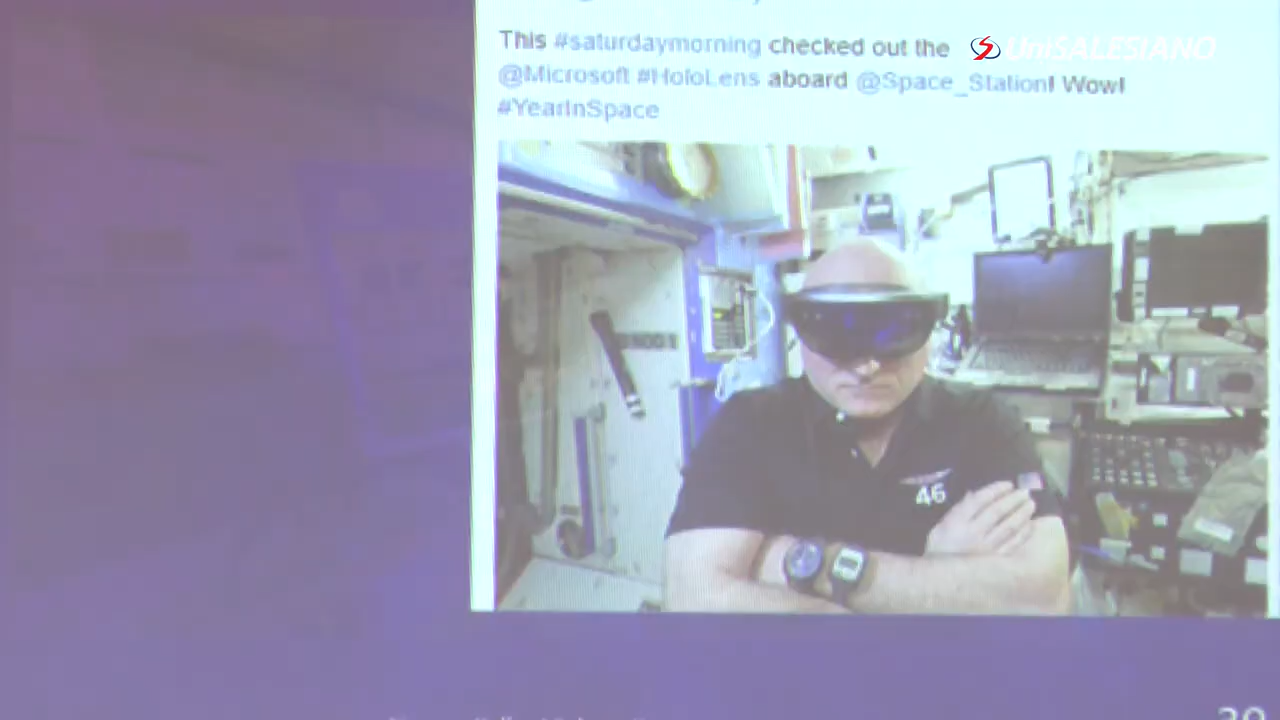 This #saturdaymorning checked out the
UniSALESIANO
@Microsoft #HoloLens aboard @Space_Station! Wow!
#YearInSpace
46